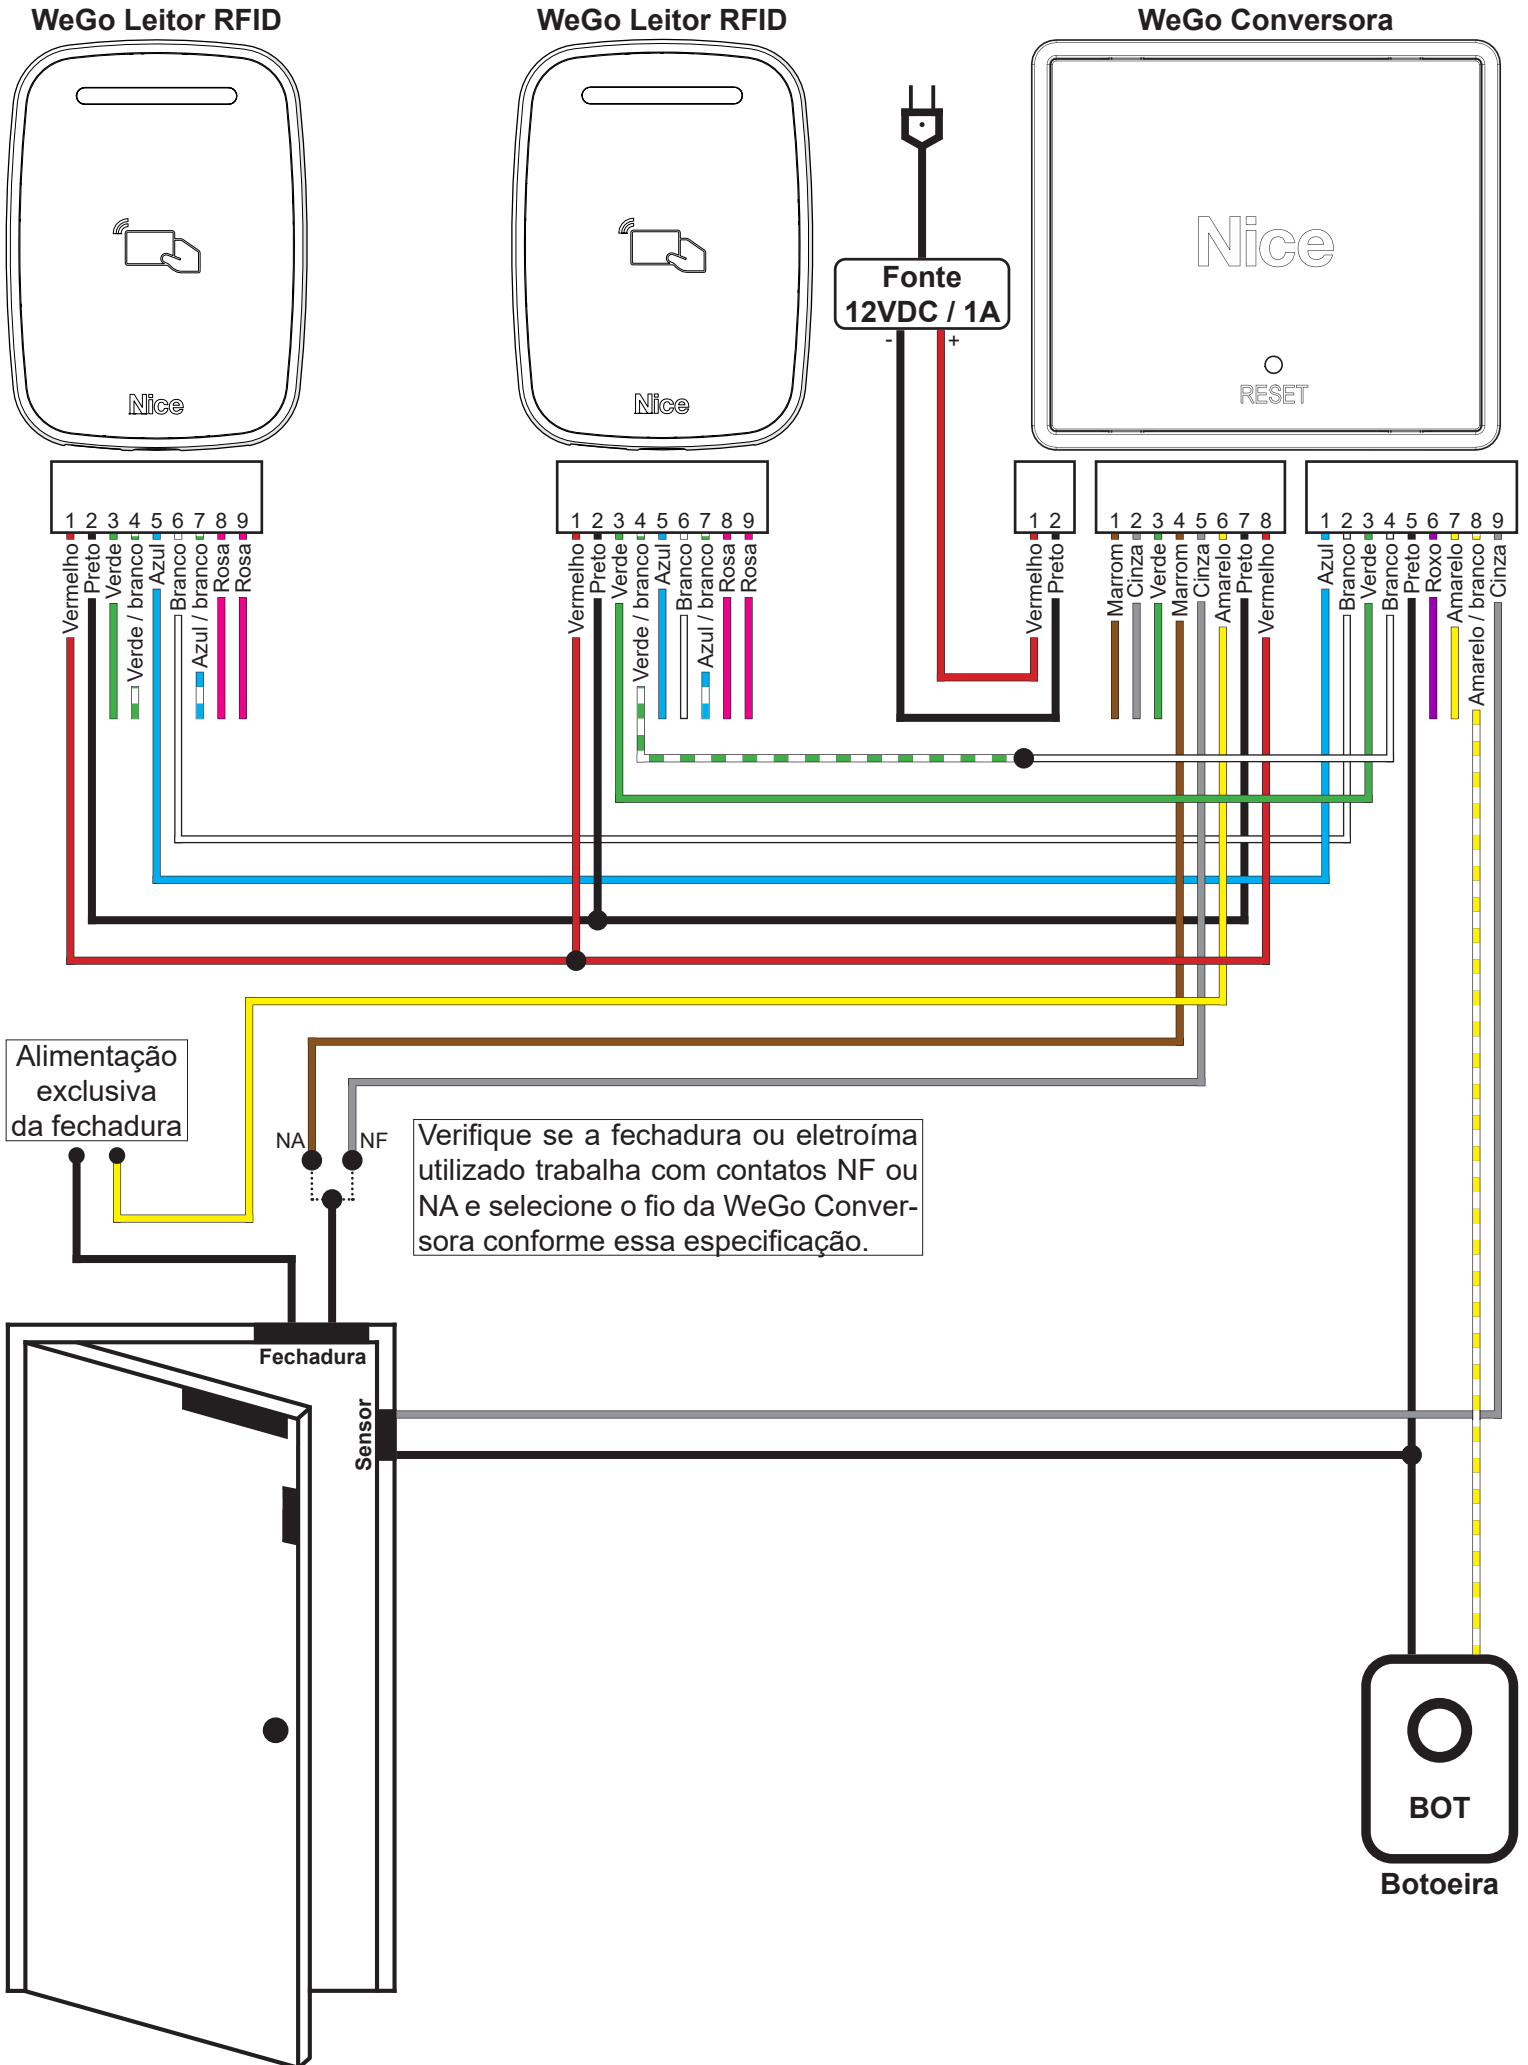 WeGo Leitor RFID
WeGo Leitor RFID
WeGo Conversora
Nice
Fonte
12VDC / 1A
- +
RESET
Nice
Nice
1 2 3 4 5 6 7 8 9
Vermelho
Preto
Verde
Verde / branco
Azul
Branco
Azul / branco
Rosa
Rosa
1 2 3 4 5 6 7 8 9
Vermelho
Preto
Verde
Verde / branco
Azul
Branco
Azul / branco
Rosa
Rosa
1 2
Vermelho
Preto
1 2 3 4 5 6 7 8
Marrom
Cinza
Verde
Marrom
Cinza
Amarelo
Preto
Vermelho
1 2 3 4 5 6 7 8 9
Azul
Branco
Verde
Branco
Preto
Roxo
Amarelo
Amarelo / branco
Cinza
Alimentação
exclusiva
da fechadura
NA NF
Verifique se a fechadura ou eletroíma
utilizado trabalha com contatos NF ou
NA e selecione o fio da WeGo Conver-
sora conforme essa especificação.
Fechadura
Sensor
BOT
Botoeira